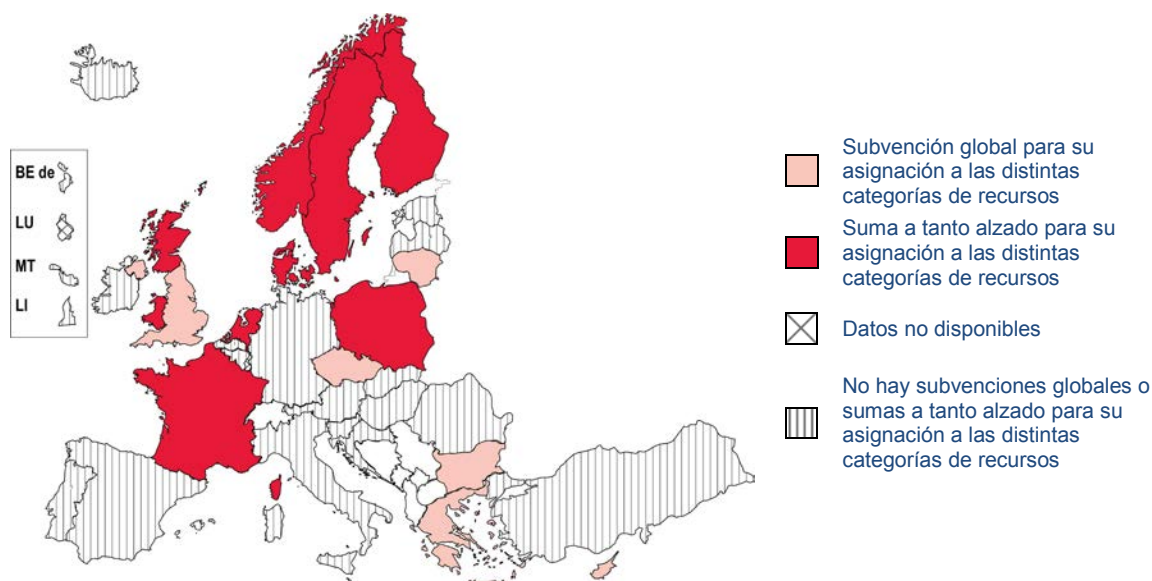 BE de
LU
MT
LI
Subvención global para su
asignación a las distintas
categorías de recursos
Suma a tanto alzado para su
asignación a las distintas
categorías de recursos
Datos no disponibles
No hay subvenciones globales o
sumas a tanto alzado para su
asignación a las distintas
categorías de recursos